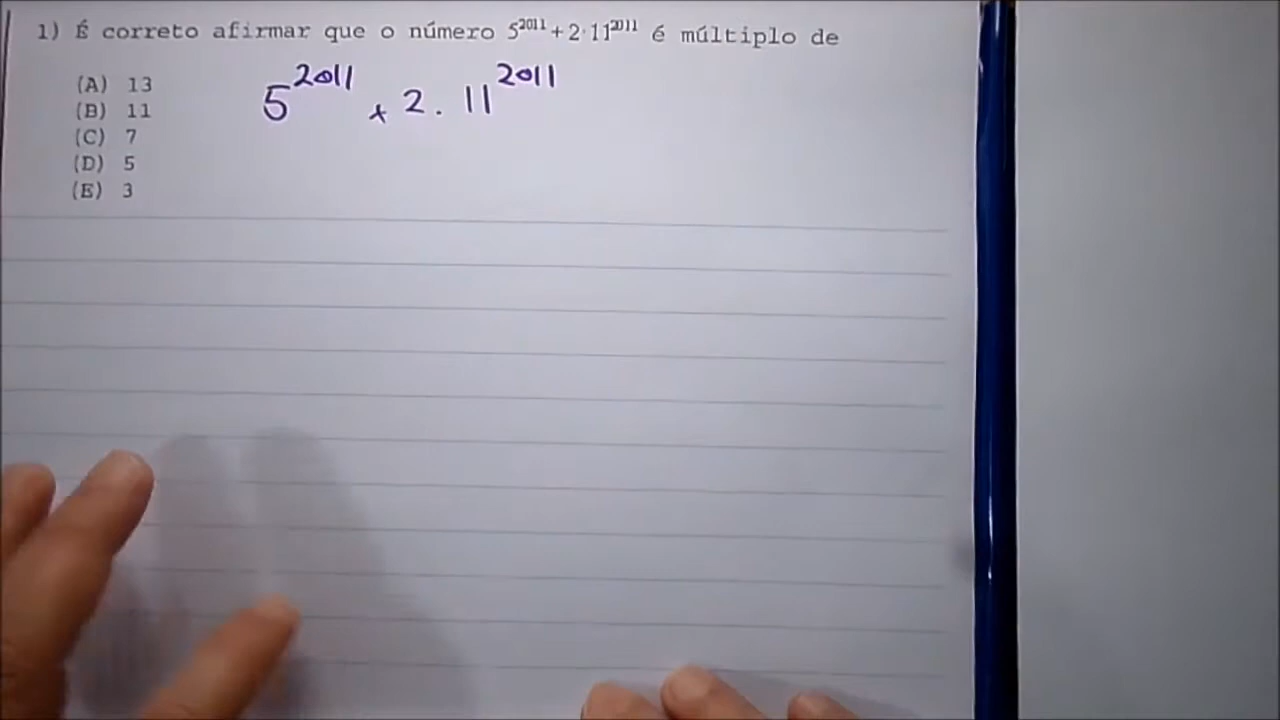 1) É correto afirmar que o número 5²⁰¹¹+2·11²⁰¹¹ é múltiplo de
(A) 13
(B) 11
(C) 7
(D) 5
(E) 3
5²⁰¹¹ + 2 . 11²⁰¹¹